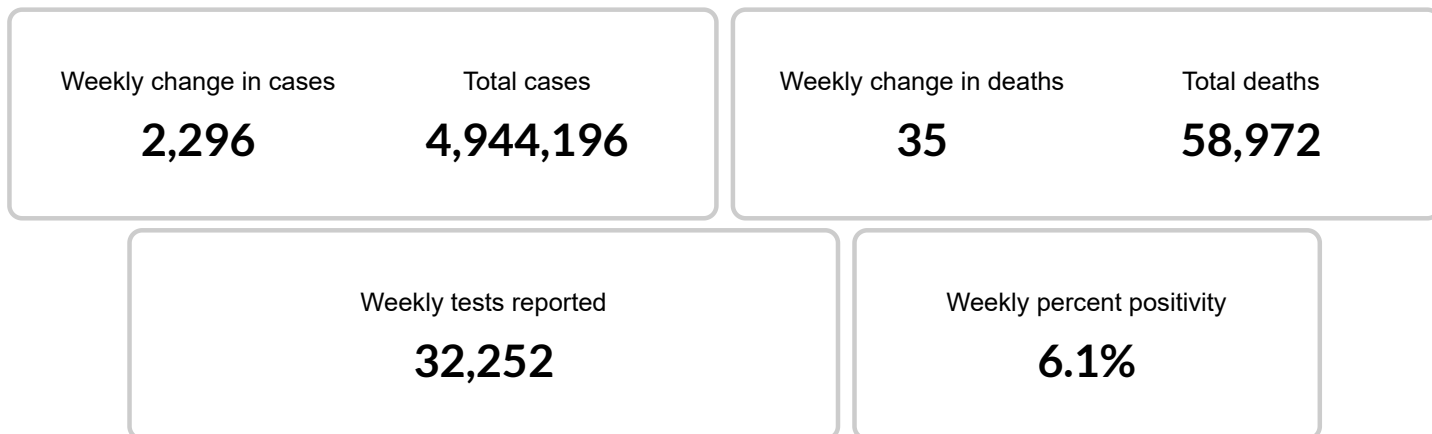 Weekly change in cases
2,296
Total cases
4,944,196
Weekly change in deaths
35
Total deaths
58,972
Weekly tests reported
32,252
Weekly percent positivity
6.1%